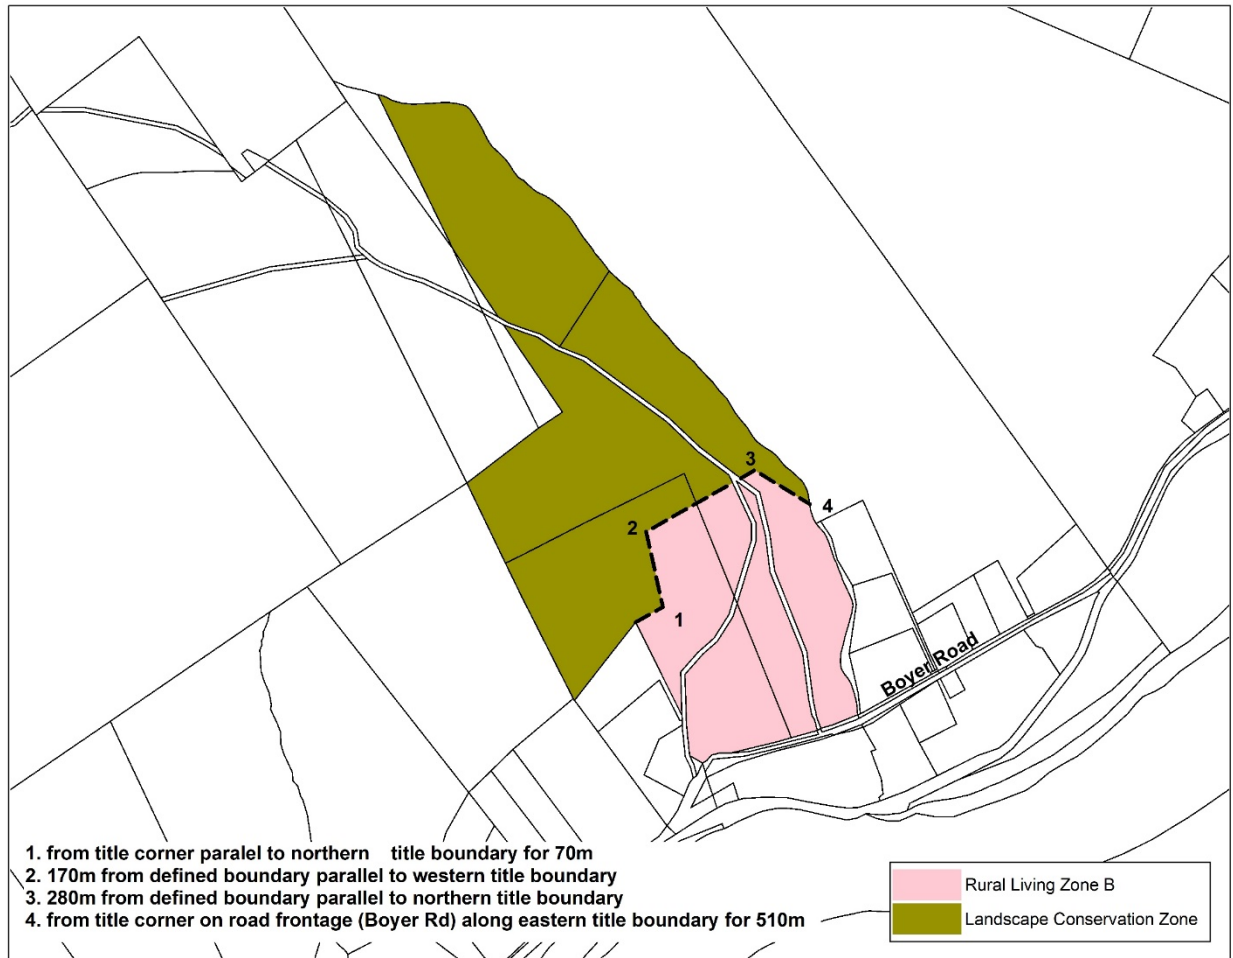 3
2
4
1
Boyer Road
1. from title corner paralel to northern title boundary for 70m
2. 170m from defined boundary parallel to western title boundary
3. 280m from defined boundary parallel to northern title boundary
4. from title corner on road frontage (Boyer Rd) along eastern title boundary for 510m
Rural Living Zone B
Landscape Conservation Zone